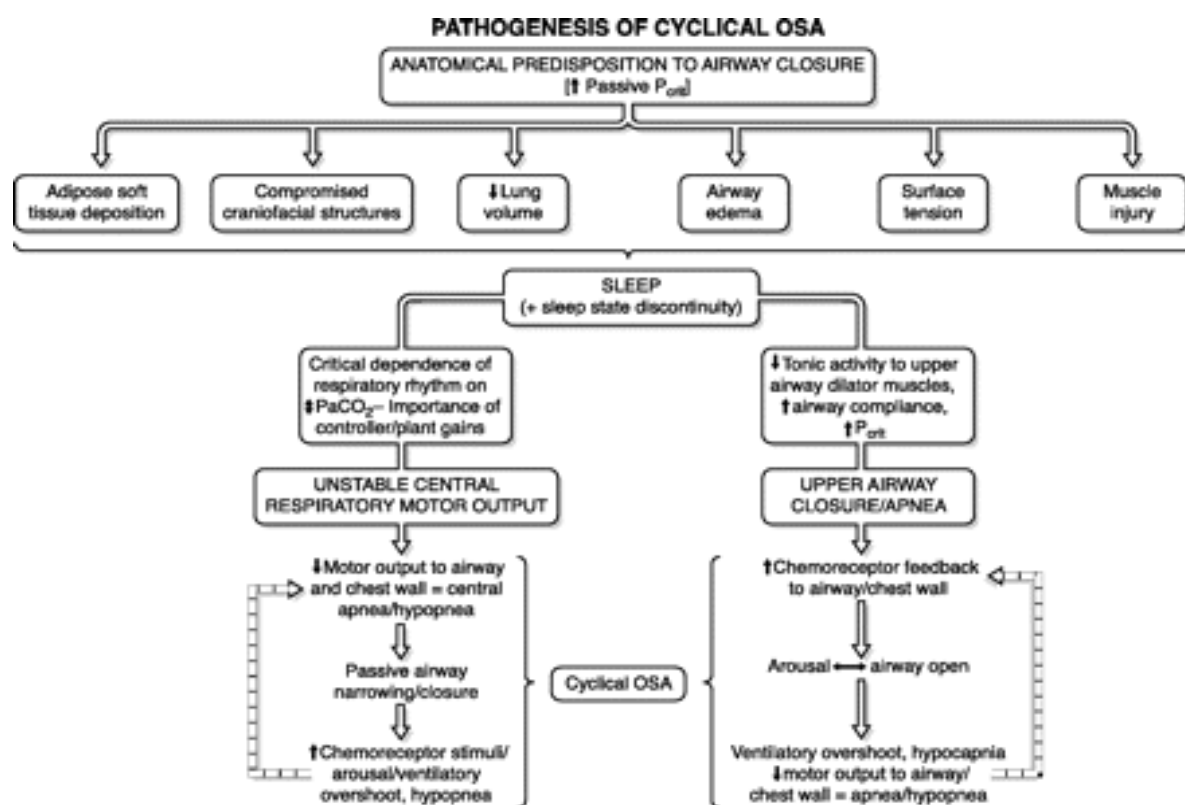 PATHOGENESIS OF CYCLICAL OSA
ANATOMICAL PREDISPOSITION TO AIRWAY CLOSURE
[⬆ Passive Pcrit]
Adipose soft
tissue deposition
Compromised
craniofacial structures
⬇Lung
volume
Airway
edema
Surface
tension
Muscle
injury
SLEEP
(+ sleep state discontinuity)
Critical dependence of
respiratory rhythm on
⬍PaCO2– Importance of
controller/plant gains
UNSTABLE CENTRAL
RESPIRATORY MOTOR OUTPUT
⬇Motor output to airway
and chest wall = central
apnea/hypopnea
Passive airway
narrowing/closure
⬆Chemoreceptor stimuli/
arousal/ventilatory
overshoot, hypopnea
Cyclical OSA
⬇Tonic activity to upper
airway dilator muscles,
⬆airway compliance,
⬆Pcrit
UPPER AIRWAY
CLOSURE/APNEA
⬆Chemoreceptor feedback
to airway/chest wall
Arousal ⟷ airway open
Ventilatory overshoot, hypocapnia
⬇motor output to airway/
chest wall = apnea/hypopnea